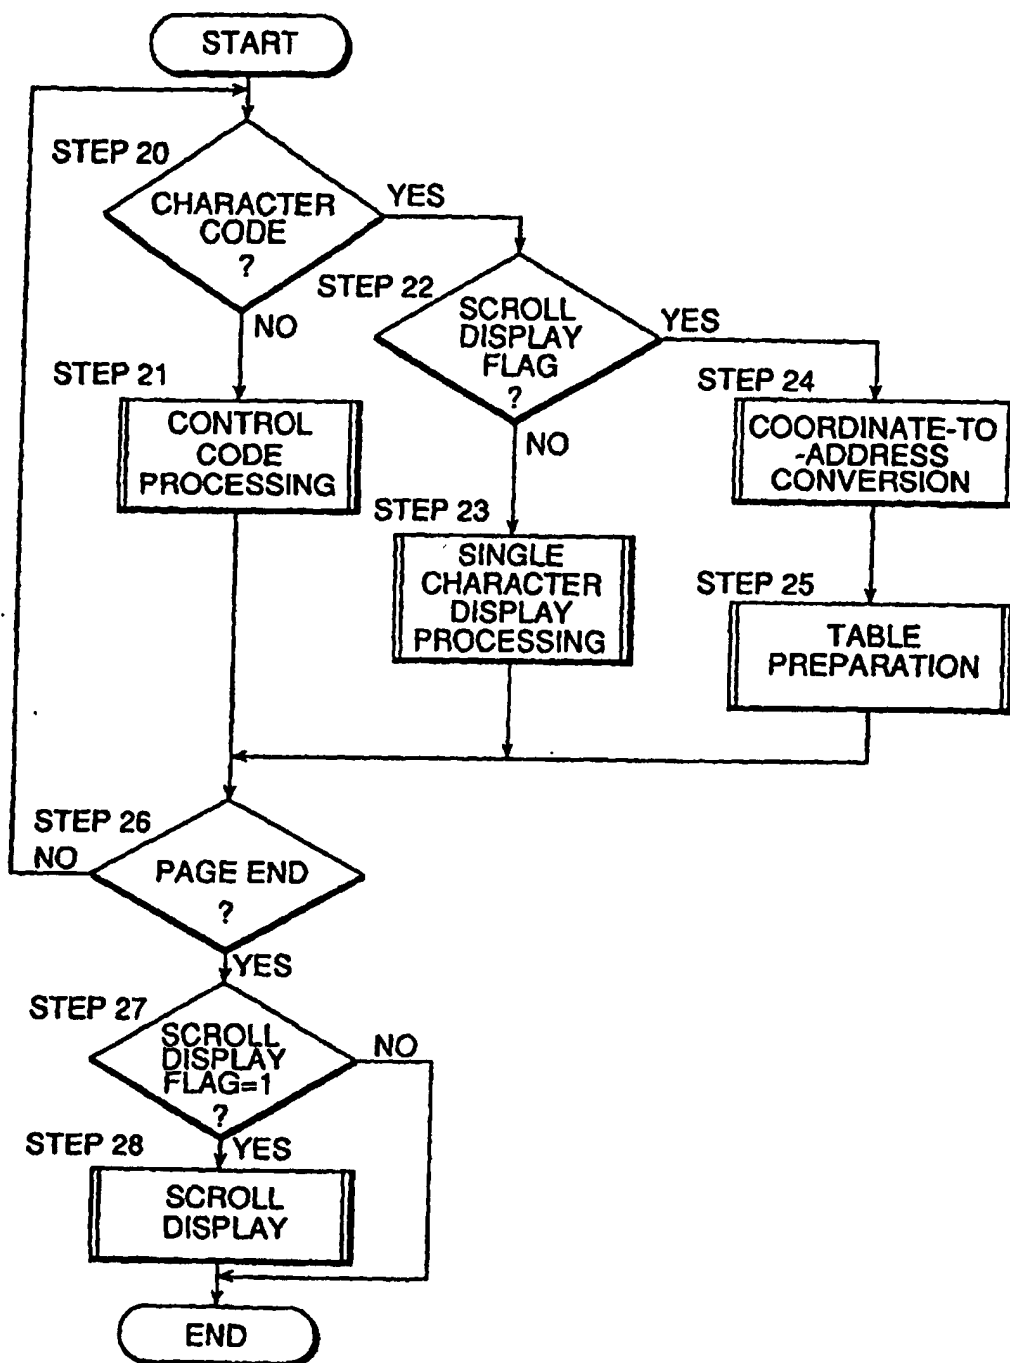 START
STEP 20
CHARACTER
CODE
?
YES
NO
STEP 22
SCROLL
DISPLAY
FLAG
?
YES
NO
STEP 21
CONTROL
CODE
PROCESSING
STEP 24
COORDINATE-TO
-ADDRESS
CONVERSION
STEP 23
SINGLE
CHARACTER
DISPLAY
PROCESSING
STEP 25
TABLE
PREPARATION
STEP 26
NO
PAGE END
?
YES
STEP 27
SCROLL
DISPLAY
FLAG=1
?
NO
YES
STEP 28
SCROLL
DISPLAY
END